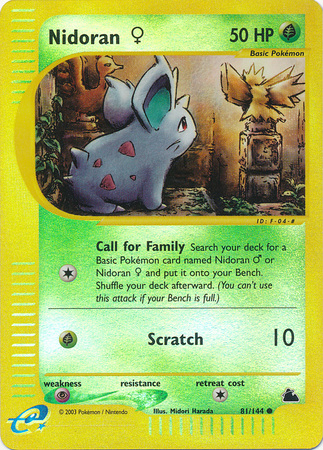 Nidoran ♀ 50 HP
Basic Pokémon
ID: F-04-#
Call for Family Search your deck for a
Basic Pokémon card named Nidoran ♂ or
Nidoran ♀ and put it onto your Bench.
Shuffle your deck afterward. (You can't use
this attack if your Bench is full.)
Scratch 10
weakness resistance retreat cost
e
© 2003 Pokémon / Nintendo Illus. Midori Harada 81/144 ●